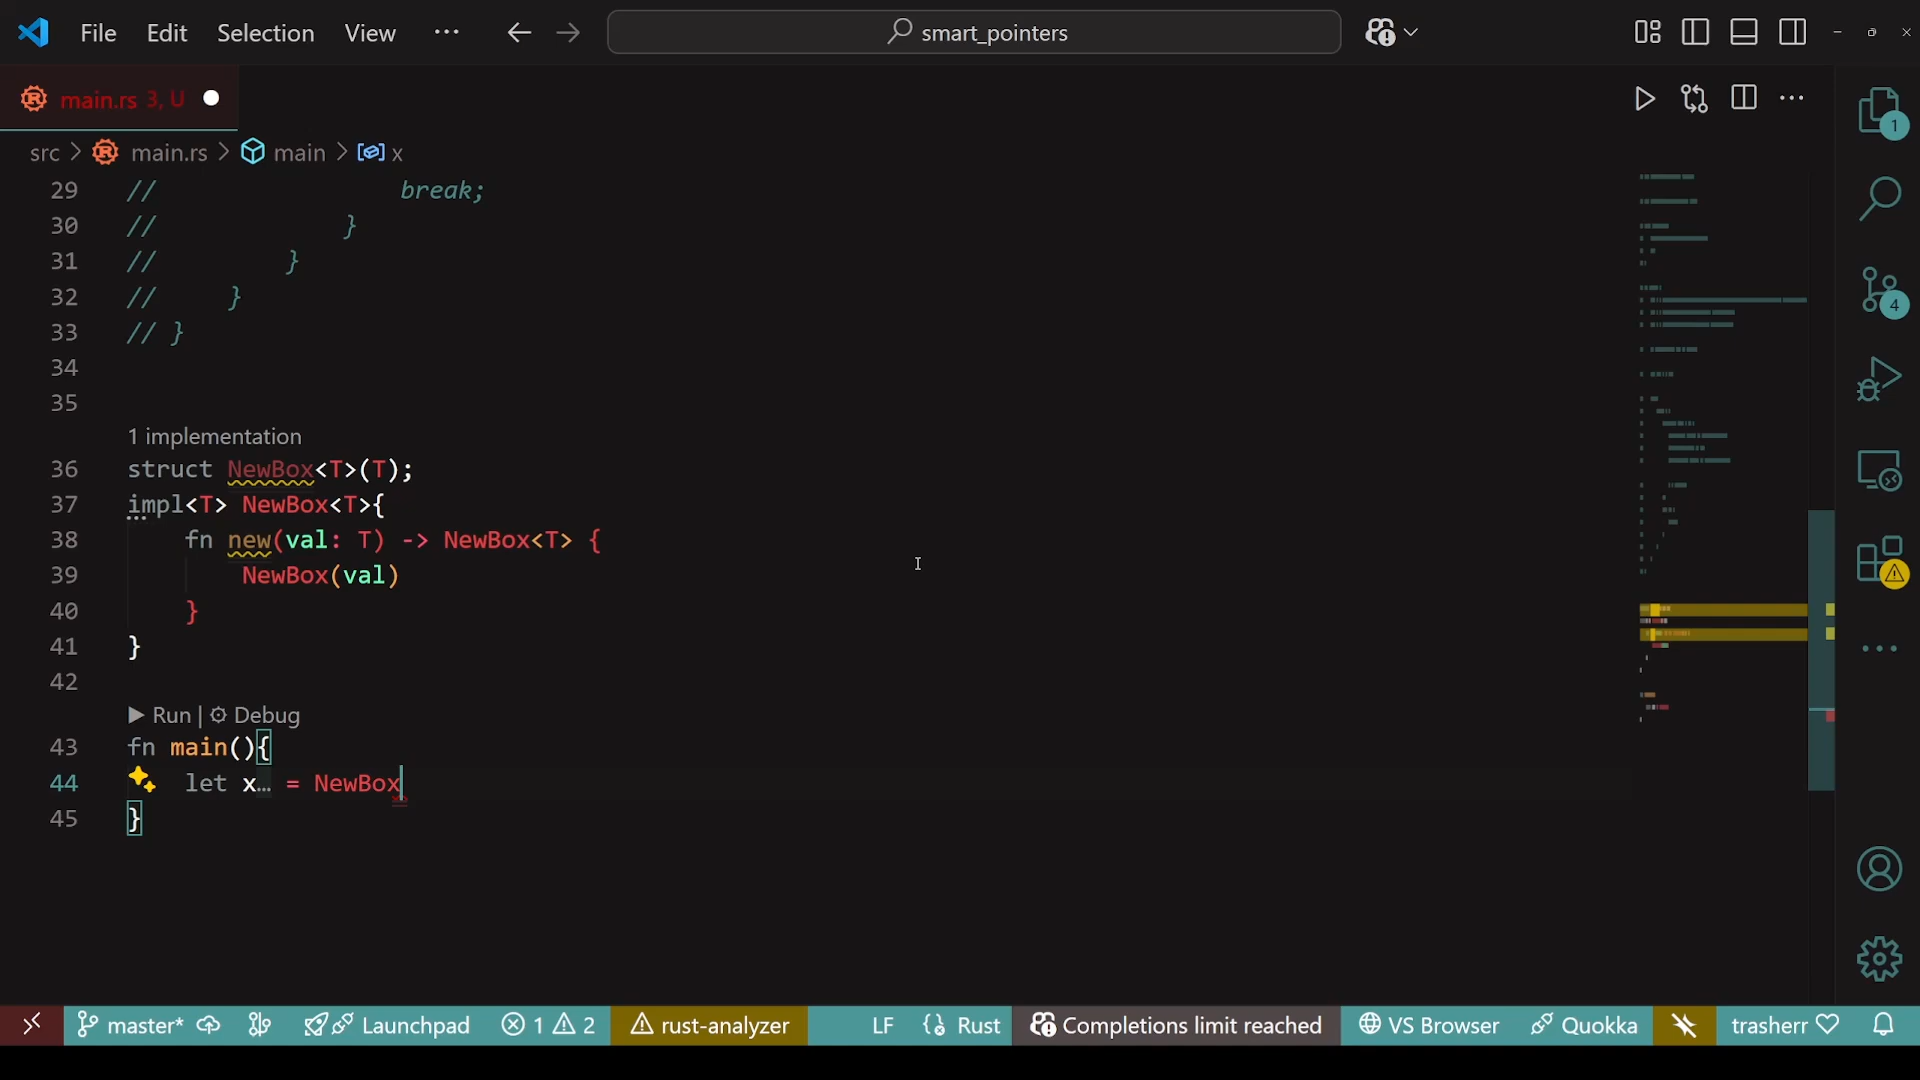 File Edit Selection View ··· smart_pointers
main.rs 3, U
src > main.rs > main > x
29 // break;
30 // }
31 // }
32 // }
33 // }
34
35
1 implementation
36 struct NewBox<T>(T);
37 impl<T> NewBox<T>{
38 fn new(val: T) -> NewBox<T> {
39 NewBox(val)
40 }
41 }
42
Run | Debug
43 fn main(){
44 let x… = NewBox
45 }
1
4
master* Launchpad 1 2 rust-analyzer LF Rust Completions limit reached VS Browser Quokka trasherr